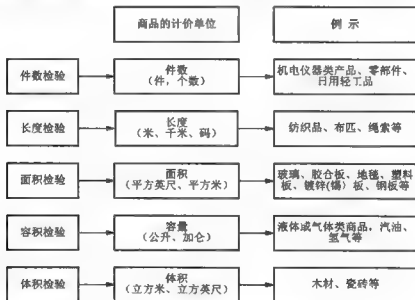 商品的计价单位
例 示
件数检验
件数
(件，个数)
机电仪器类产品、零部件、
日用轻工品
长度检验
长度
(米、千米、码)
纺织品、布匹、绳索等
面积检验
面积
(平方英尺、平方米)
玻璃、胶合板、地毯、塑料
板、镀锌(锡) 板、钢板等
容积检验
容量
(公升、加仑)
液体或气体类商品，汽油、
氢气等
体积检验
体积
(立方米、立方英尺)
木材、瓷砖等